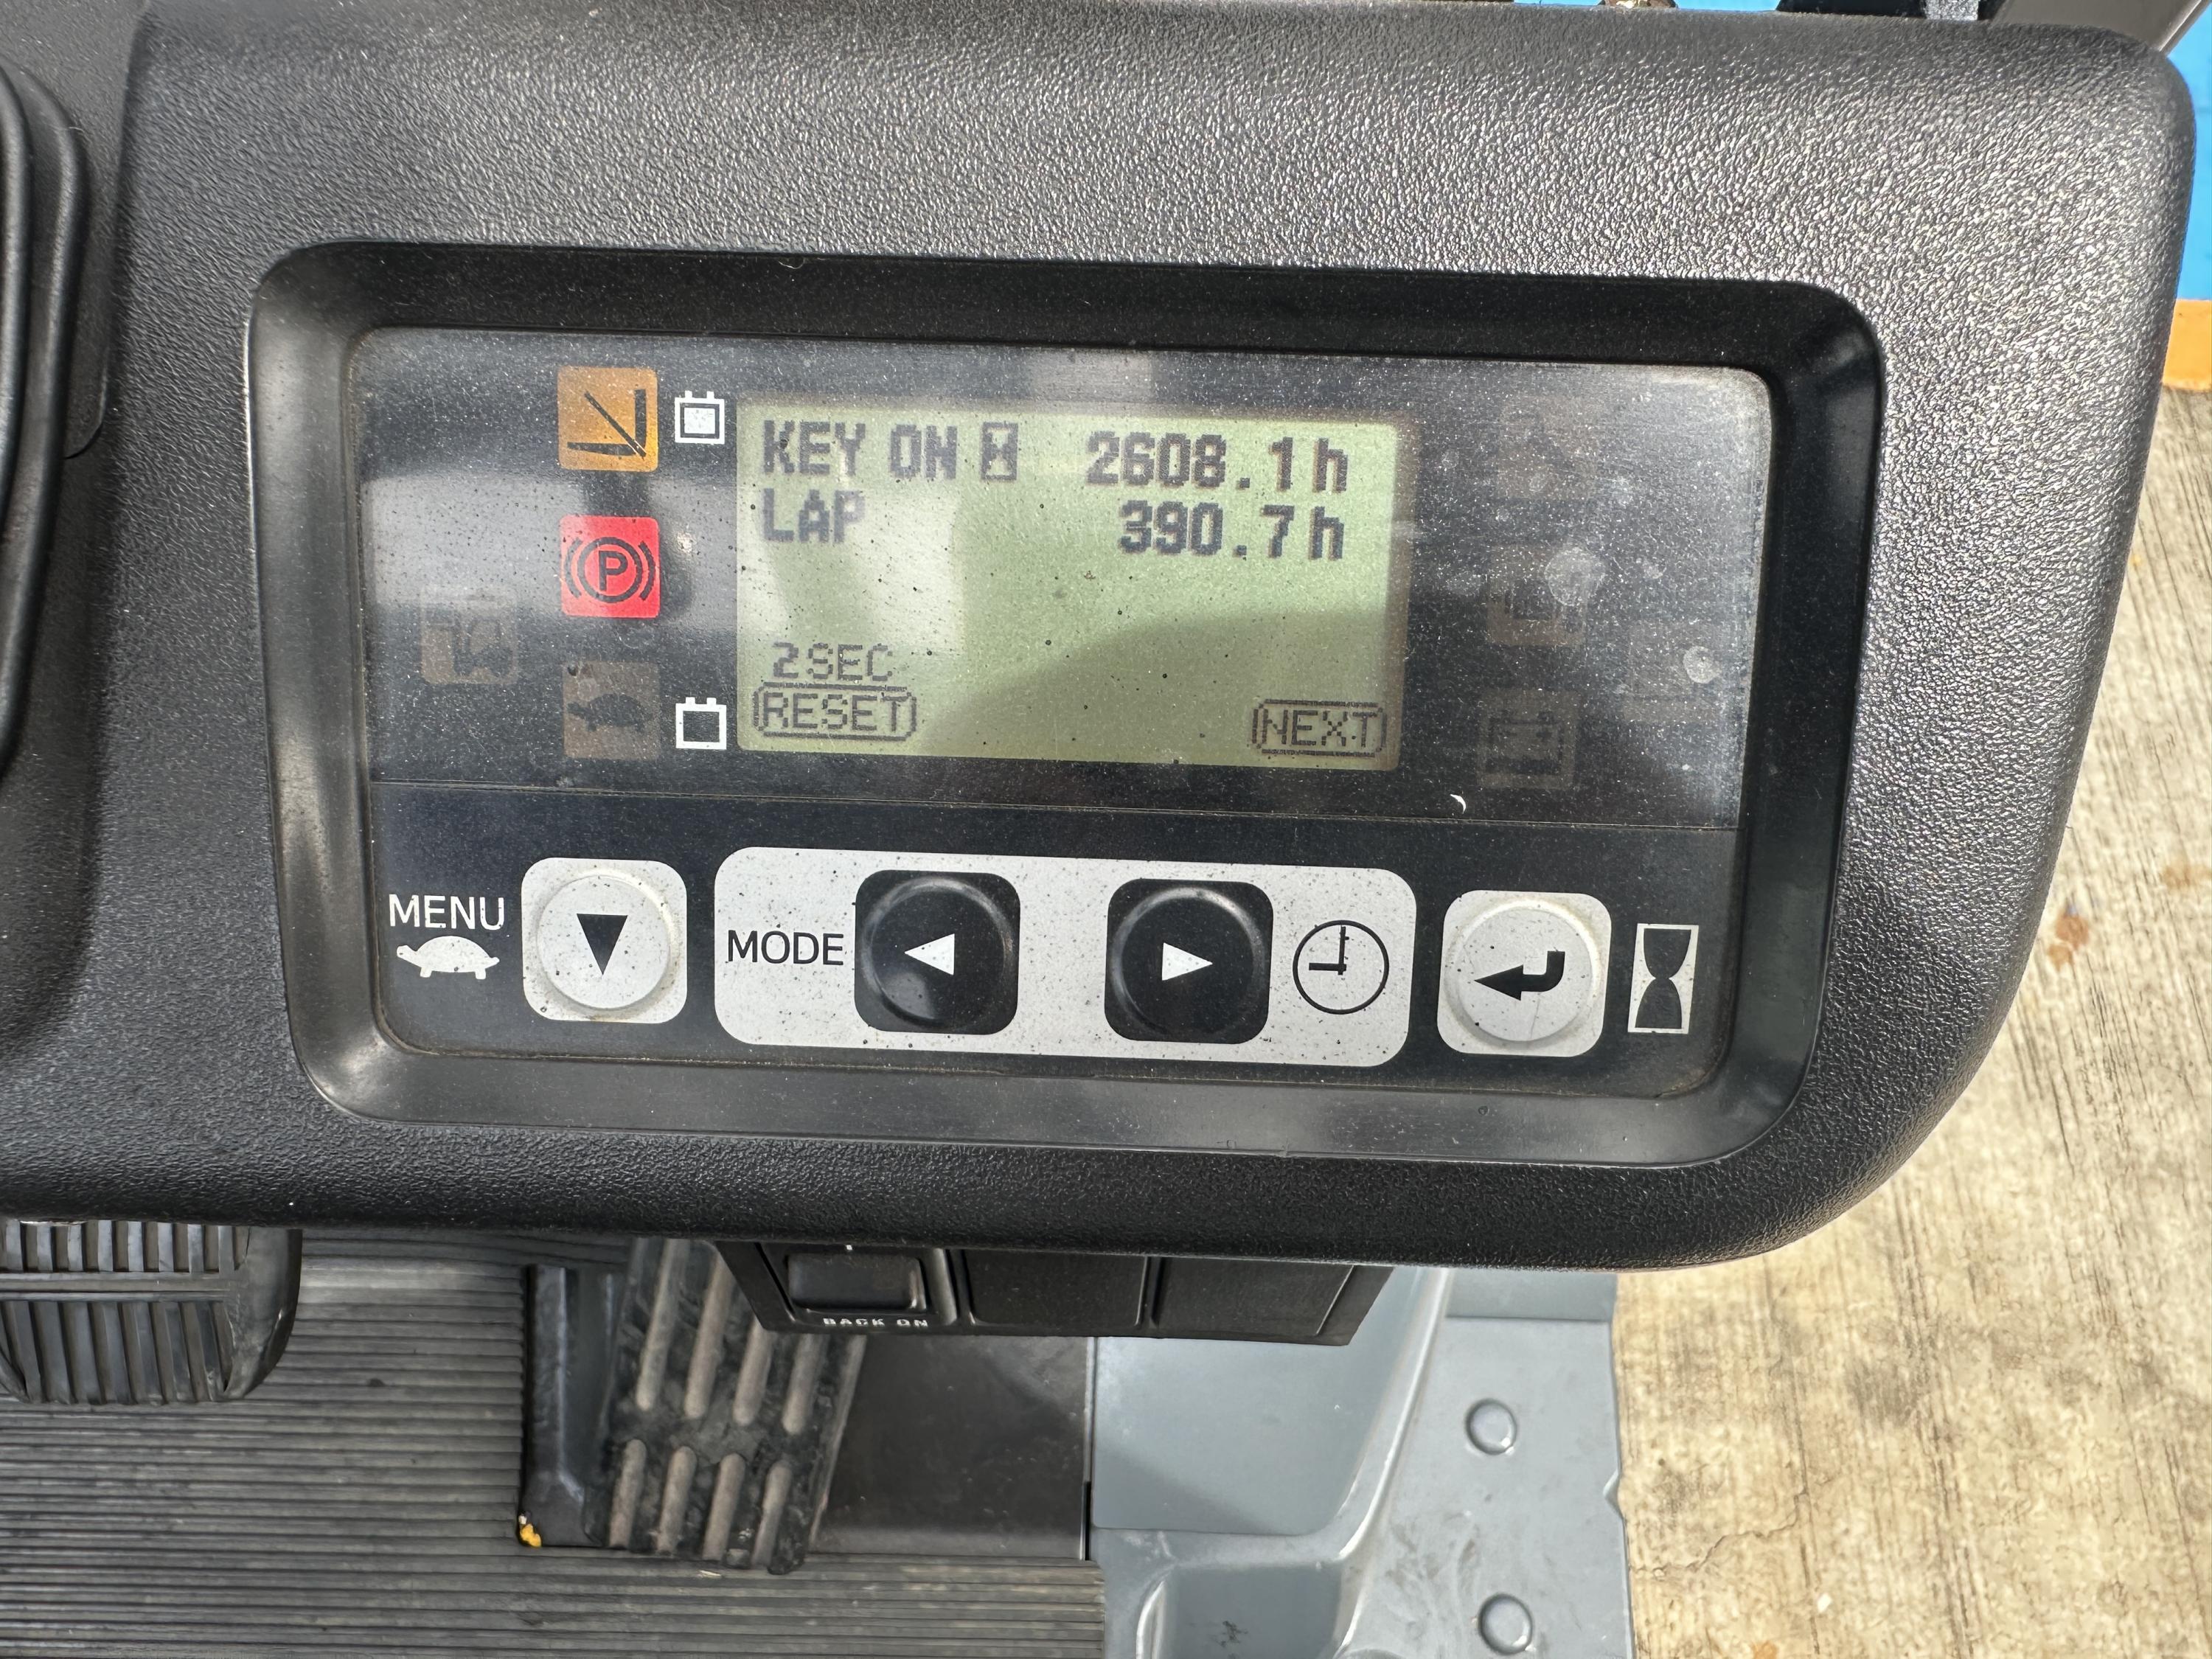 KEY ON 2608.1h
LAP 390.7h
2SEC
RESET NEXT
P
MENU
MODE
BACK ON